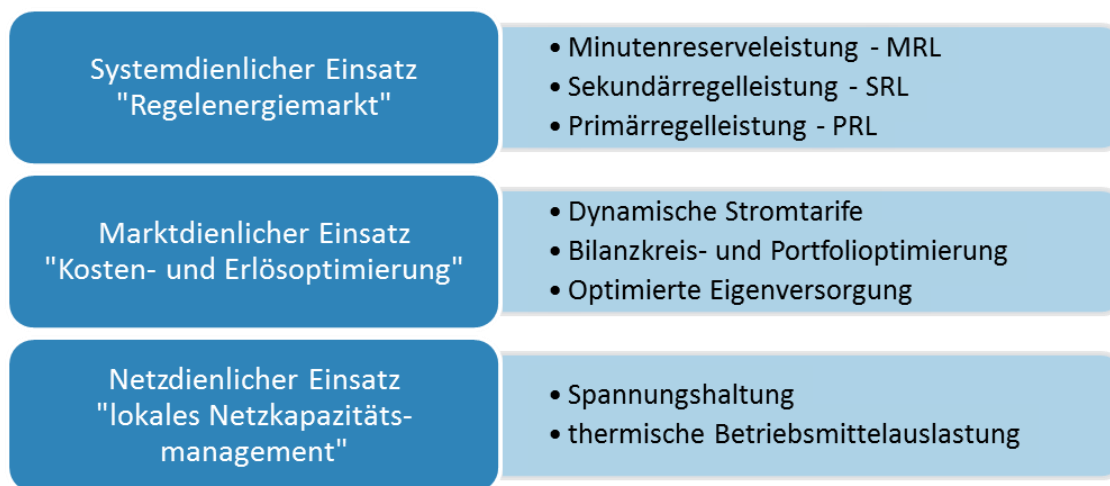 Systemdienlicher Einsatz
"Regelenergiemarkt"
• Minutenreserveleistung - MRL
• Sekundärregelleistung - SRL
• Primärregelleistung - PRL
Marktdienlicher Einsatz
"Kosten- und Erlösoptimierung"
• Dynamische Stromtarife
• Bilanzkreis- und Portfolioptimierung
• Optimierte Eigenversorgung
Netzdienlicher Einsatz
"lokales Netzkapazitäts-
management"
• Spannungshaltung
• thermische Betriebsmittelauslastung